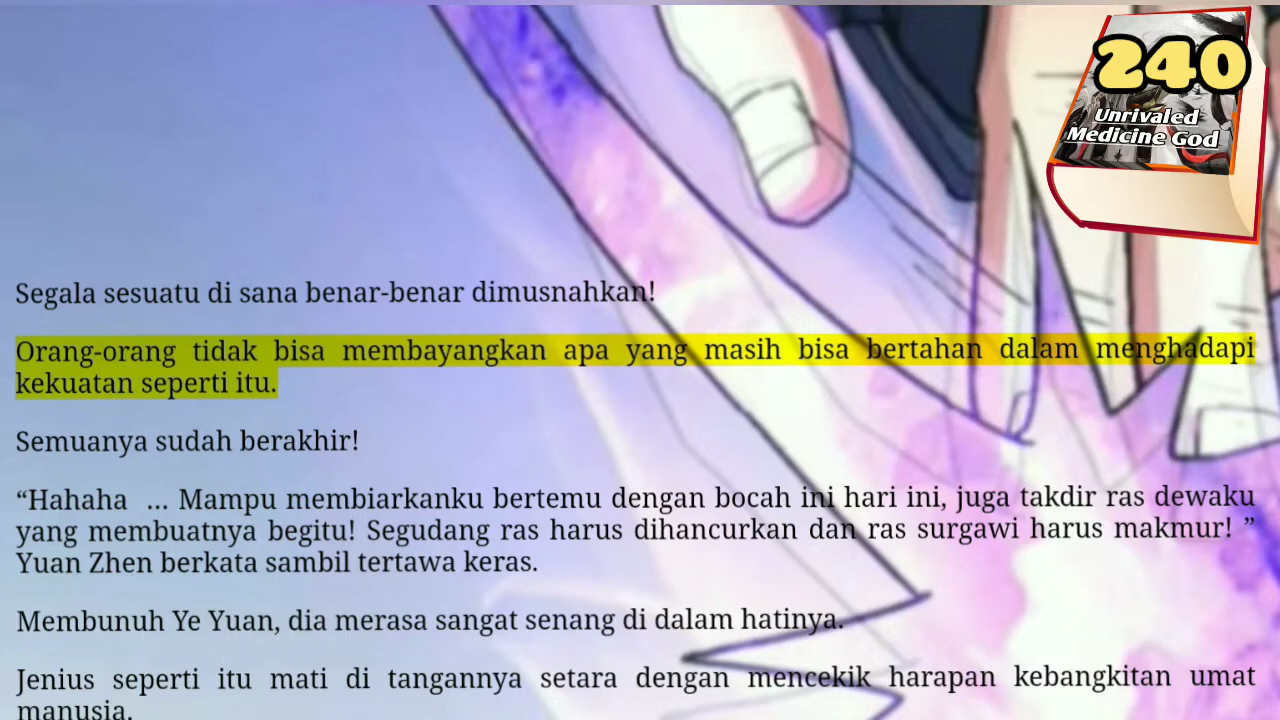 240
Unrivaled
Medicine God
Segala sesuatu di sana benar-benar dimusnahkan!
Orang-orang tidak bisa membayangkan apa yang masih bisa bertahan dalam menghadapi
kekuatan seperti itu.
Semuanya sudah berakhir!
“Hahaha ... Mampu membiarkanku bertemu dengan bocah ini hari ini, juga takdir ras dewaku
yang membuatnya begitu! Segudang ras harus dihancurkan dan ras surgawi harus makmur! ”
Yuan Zhen berkata sambil tertawa keras.
Membunuh Ye Yuan, dia merasa sangat senang di dalam hatinya.
Jenius seperti itu mati di tangannya setara dengan mencekik harapan kebangkitan umat
manusia.